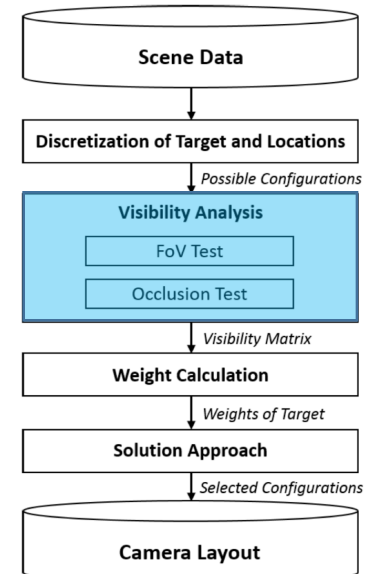 Scene Data
Discretization of Target and Locations
Possible Configurations
Visibility Analysis
FoV Test
Occlusion Test
Visibility Matrix
Weight Calculation
Weights of Target
Solution Approach
Selected Configurations
Camera Layout